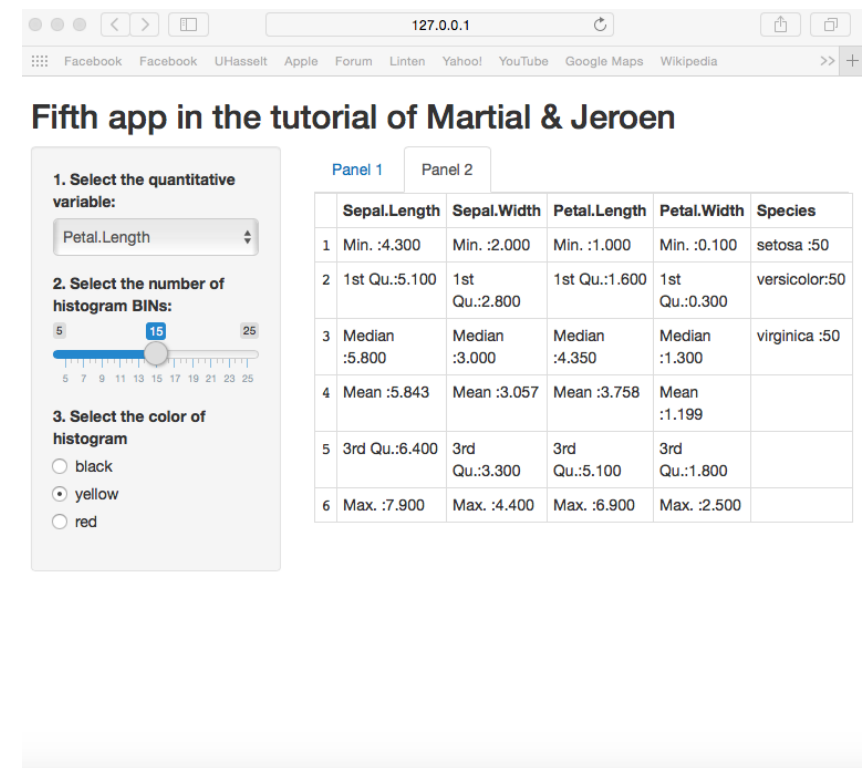 127.0.0.1
Facebook Facebook UHasselt Apple Forum Linten Yahoo! YouTube Google Maps Wikipedia >> +
Fifth app in the tutorial of Martial & Jeroen
1. Select the quantitative
variable:
Petal.Length
2. Select the number of
histogram BINs:
5 15 25
5 7 9 11 13 15 17 19 21 23 25
3. Select the color of
histogram
black
yellow
red
Panel 1 Panel 2
Sepal.Length Sepal.Width Petal.Length Petal.Width Species
1 Min. :4.300 Min. :2.000 Min. :1.000 Min. :0.100 setosa :50
2 1st Qu.:5.100 1st 1st Qu.:1.600 1st versicolor:50
Qu.:2.800 Qu.:0.300
3 Median Median Median Median virginica :50
:5.800 :3.000 :4.350 :1.300
4 Mean :5.843 Mean :3.057 Mean :3.758 Mean
:1.199
5 3rd Qu.:6.400 3rd 3rd 3rd
Qu.:3.300 Qu.:5.100 Qu.:1.800
6 Max. :7.900 Max. :4.400 Max. :6.900 Max. :2.500